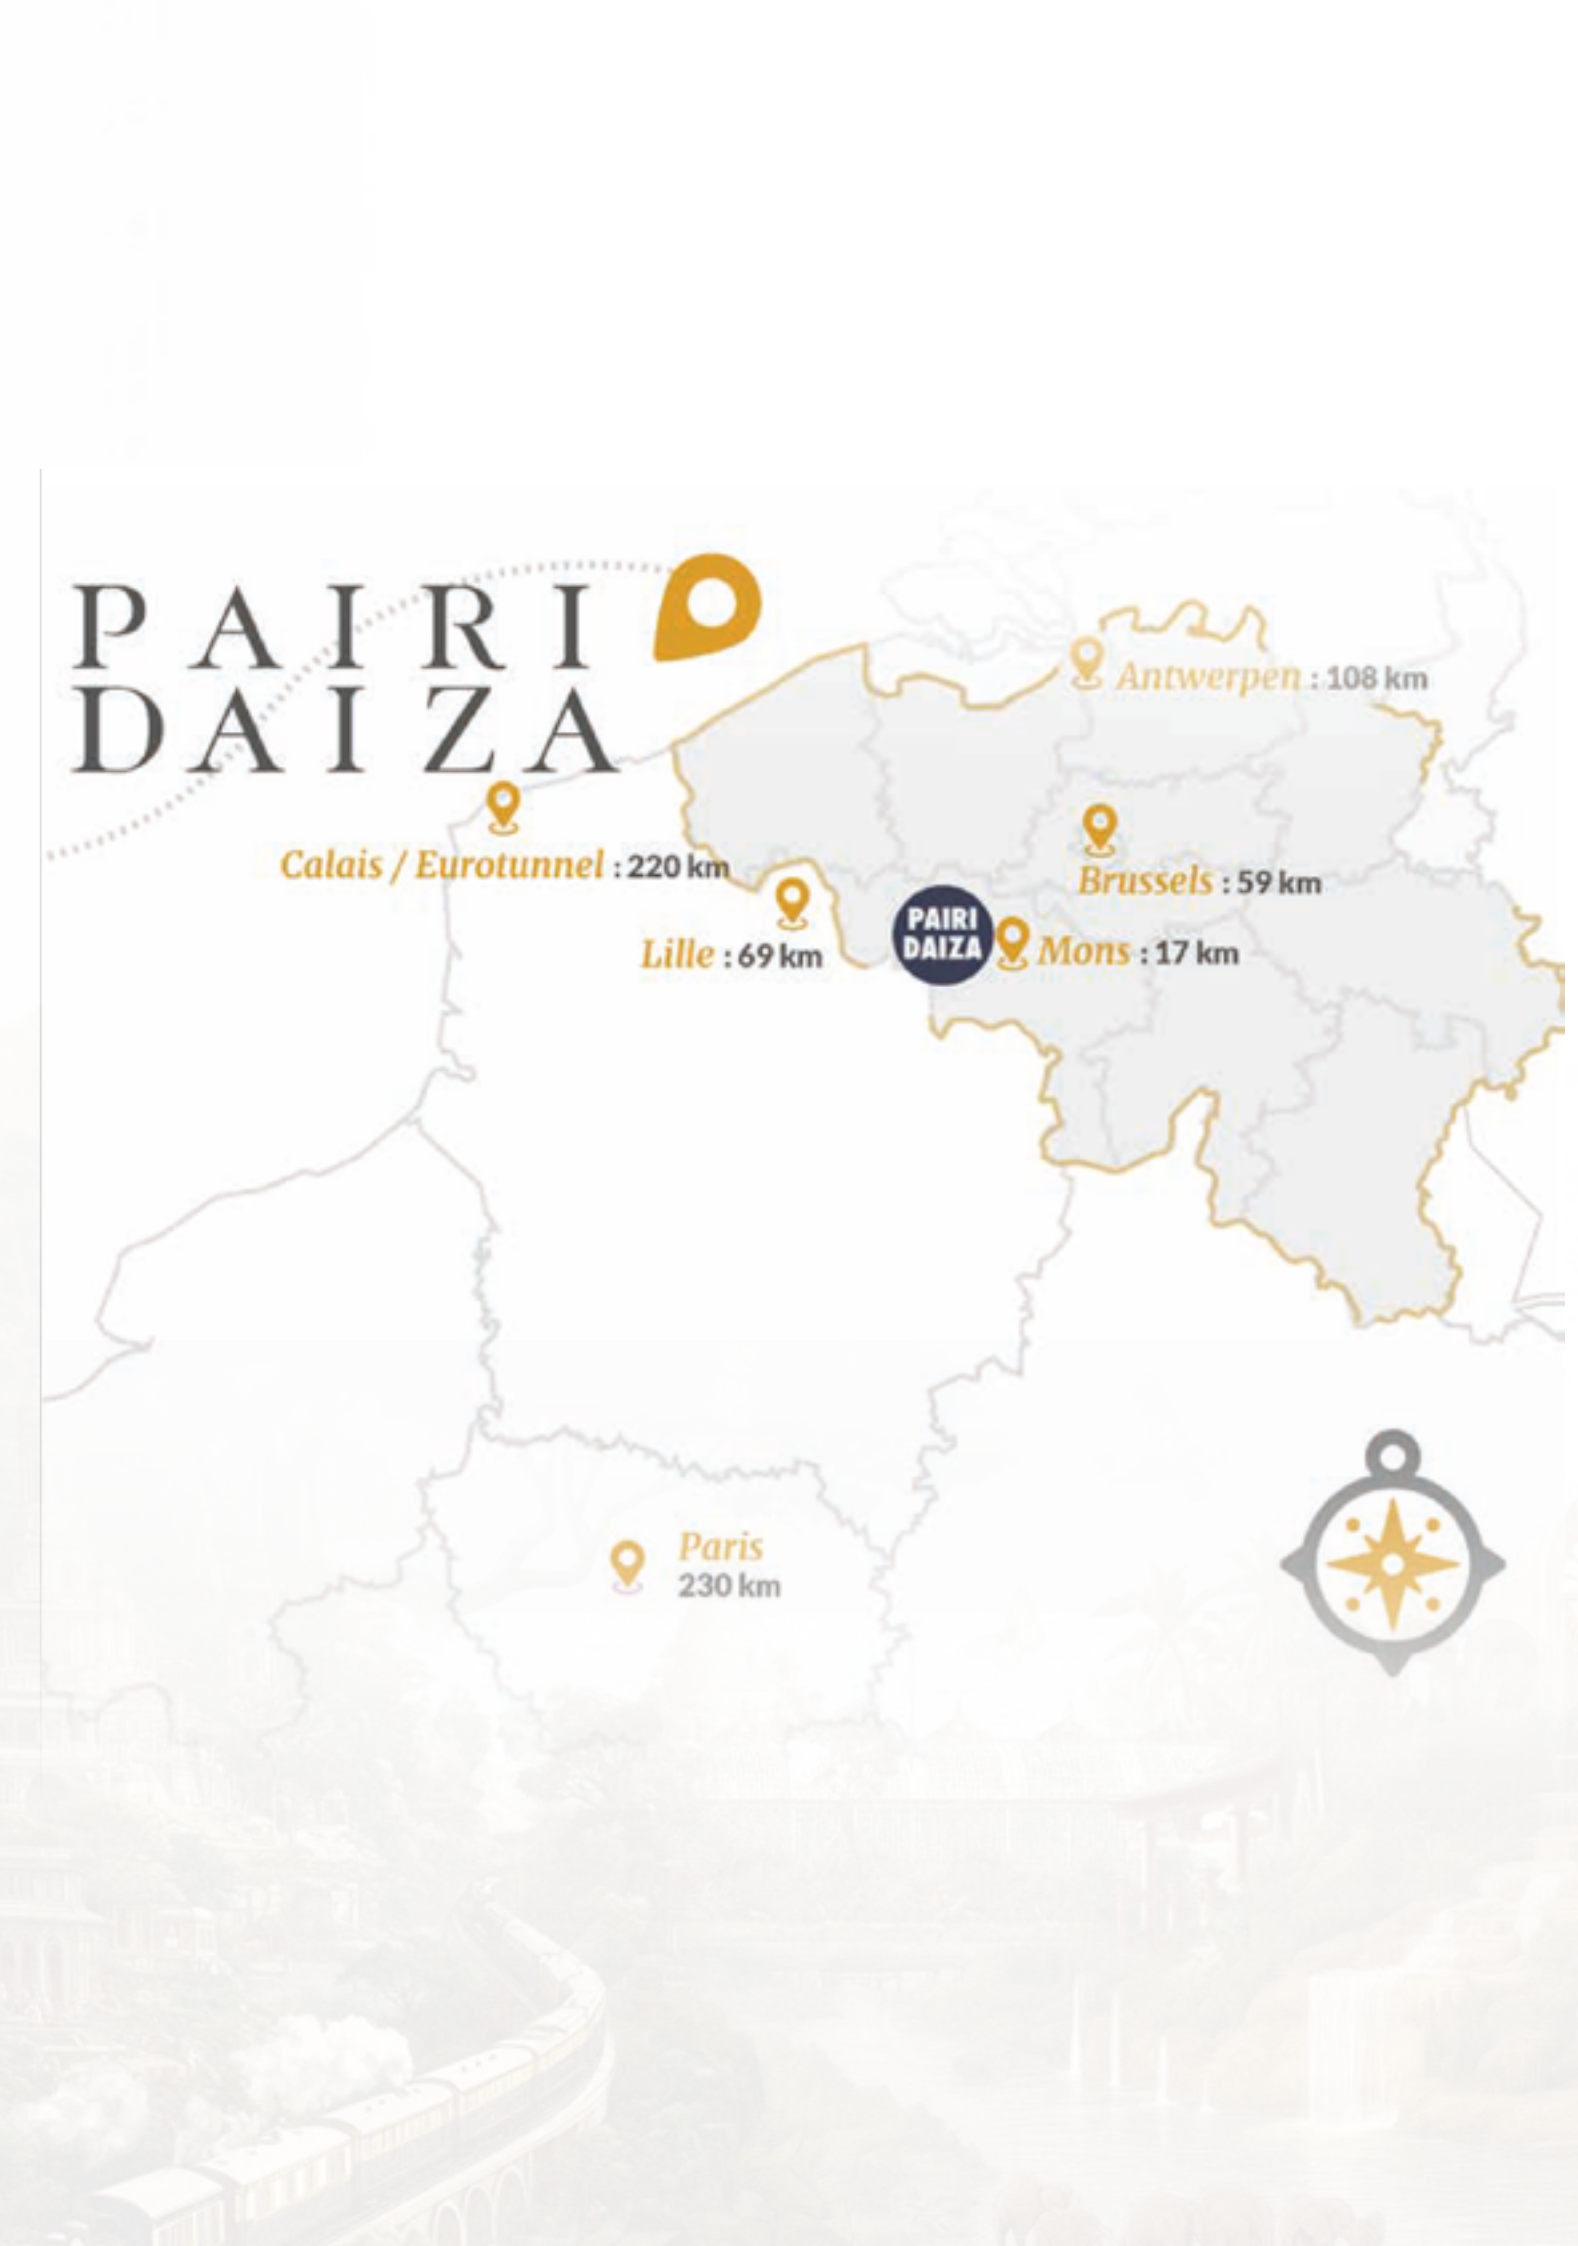 PAIRI
DAIZA
Antwerpen : 108 km
Calais / Eurotunnel : 220 km
Brussels : 59 km
PAIRI
DAIZA
Mons : 17 km
Lille : 69 km
Paris
230 km